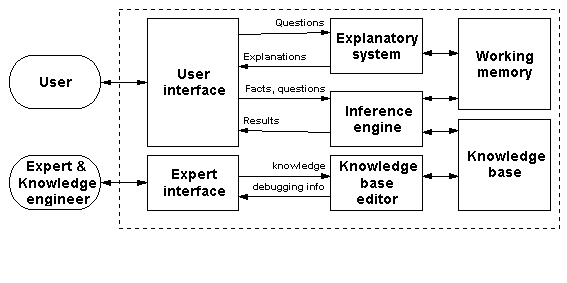 Questions
Explanatory
system
Explanations
Working
memory
User
User
interface
Facts, questions
Inference
engine
Results
Knowledge
base
Expert &
Knowledge
engineer
Expert
interface
knowledge
debugging info
Knowledge
base
editor